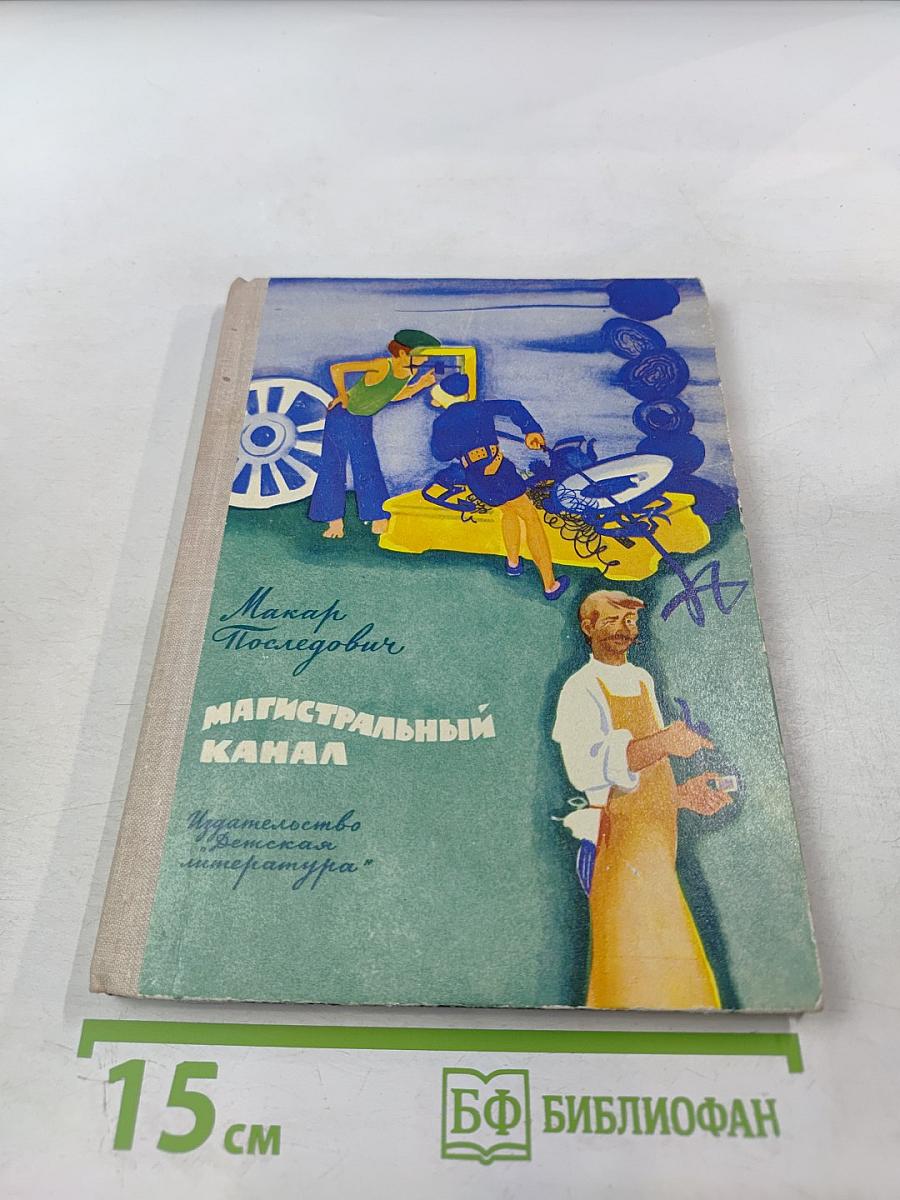 Макар
Последович
МАГИСТРАЛЬНЫЙ
КАНАЛ
Издательство
"Детская
литература"
15 см
БФ БИБЛИОФАН